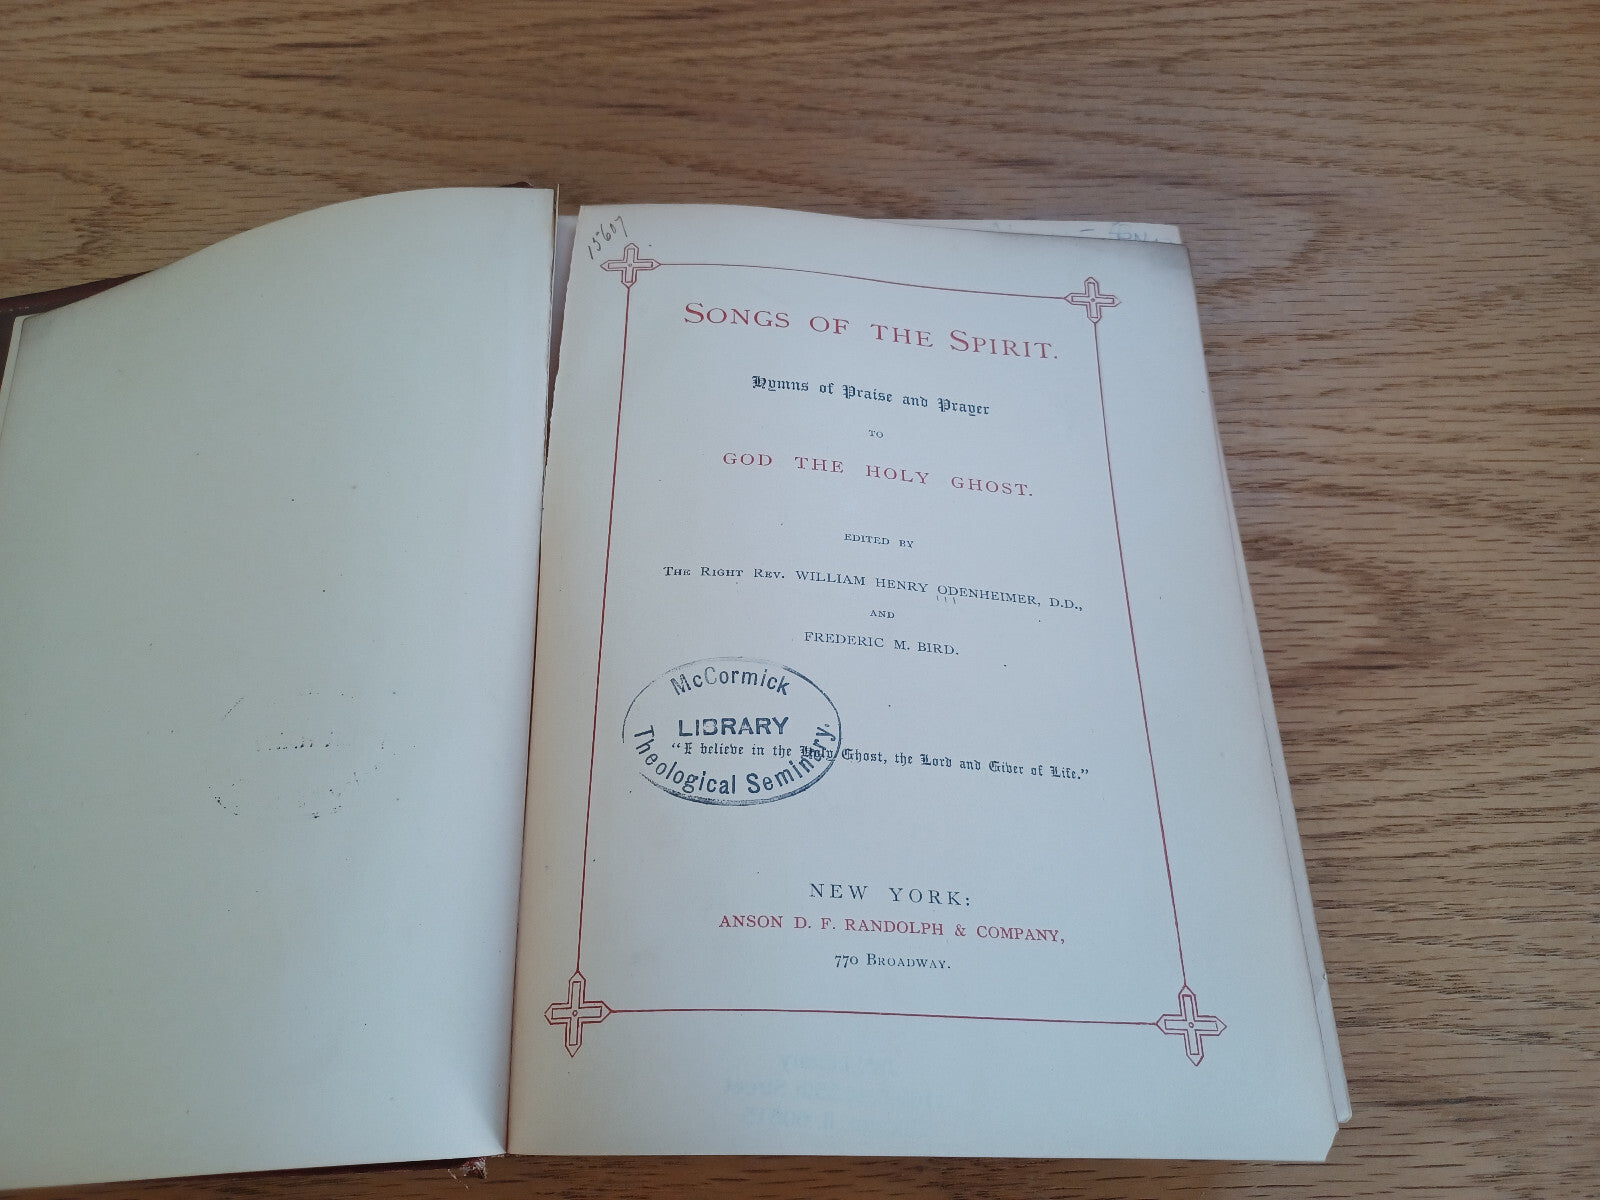 15607
SONGS OF THE SPIRIT.
Hymns of Praise and Prayer
TO
GOD THE HOLY GHOST.
EDITED BY
THE RIGHT REV. WILLIAM HENRY ODENHEIMER, D.D.,
AND
FREDERIC M. BIRD.
McCormick
LIBRARY
Theological Seminary.
"I believe in the Holy Ghost, the Lord and Giver of Life."
NEW YORK:
ANSON D. F. RANDOLPH & COMPANY,
770 BROADWAY.